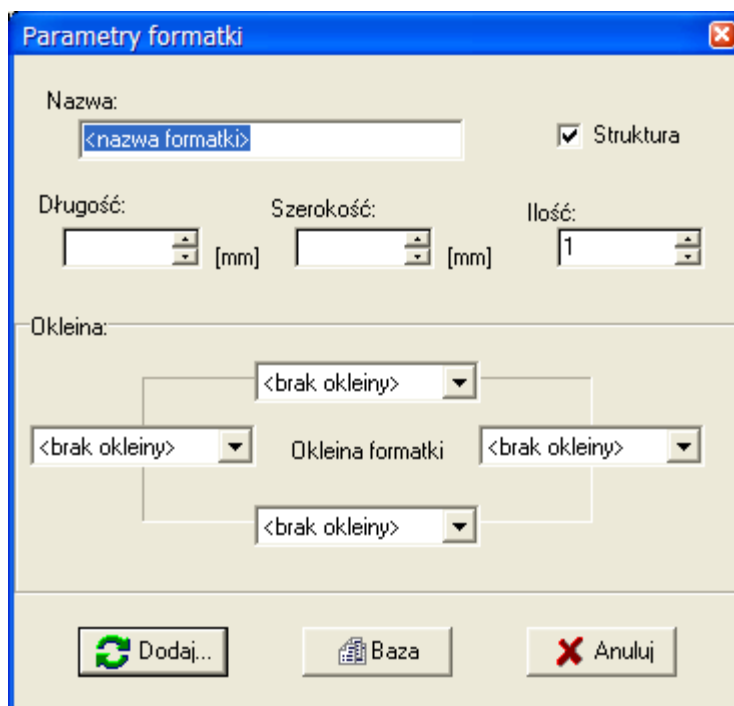 Parametry formatki
Nazwa:
<nazwa formatki>
Struktura
Długość: Szerokość: Ilość:
[mm] [mm] 1
Okleina:
<brak okleiny>
<brak okleiny> Okleina formatki <brak okleiny>
<brak okleiny>
Dodaj... Baza Anuluj